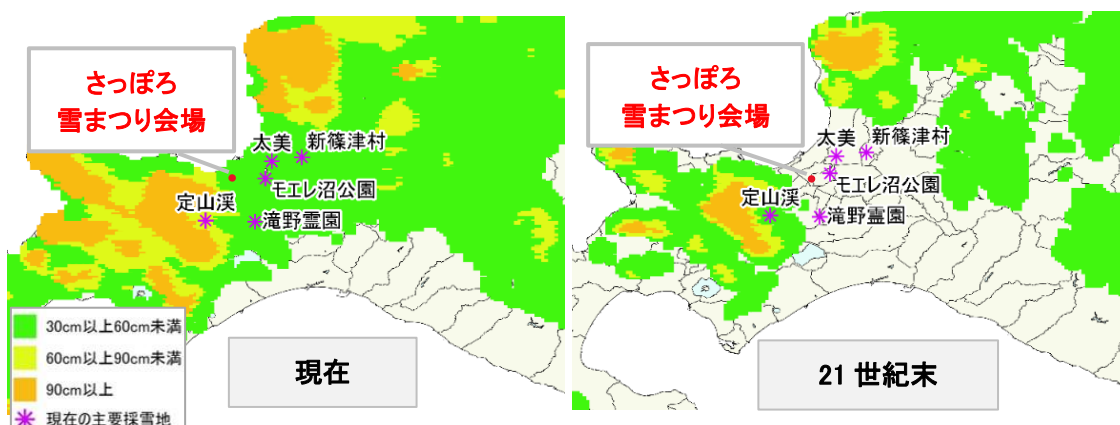 さっぽろ
雪まつり会場
太美
新篠津村
モエレ沼公園
定山渓
滝野霊園
30cm以上60cm未満
60cm以上90cm未満
90cm以上
現在の主要採雪地
現在
さっぽろ
雪まつり会場
太美
新篠津村
モエレ沼公園
定山渓
滝野霊園
21世紀末